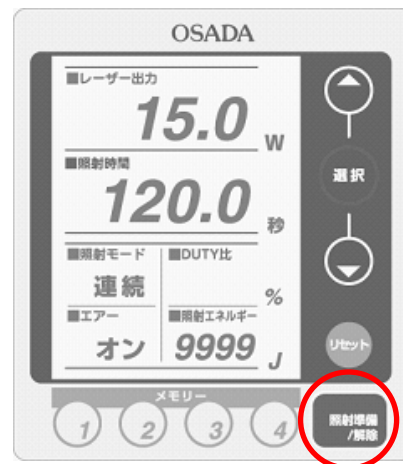 OSADA
■レーザー出力
15.0 W
■照射時間
120.0 秒
■照射モード ■DUTY比
連続 %
■エアー ■照射エネルギー
オン 9999 J
選択
リセット
メモリー
1 2 3 4
照射準備
/解除